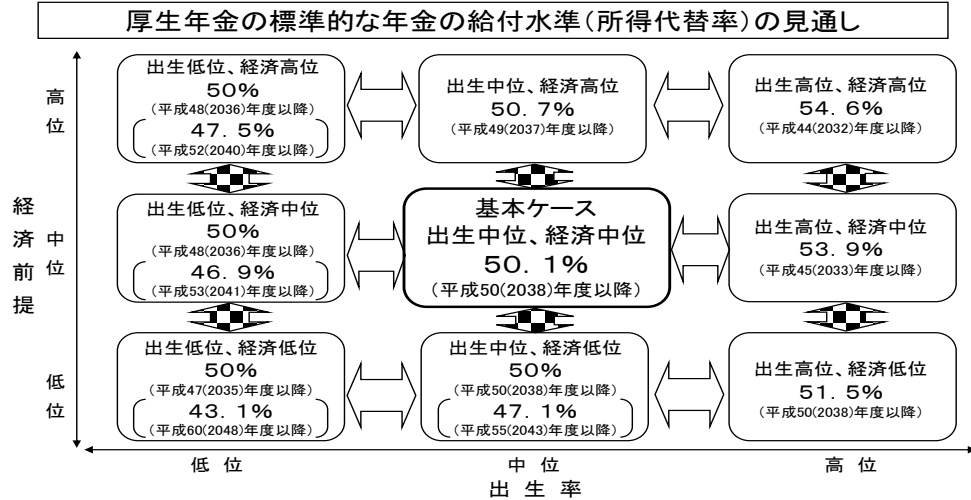 厚生年金の標準的な年金の給付水準(所得代替率)の見通し
高位
出生低位、経済高位
50%
(平成48(2036)年度以降)
47.5%
(平成52(2040)年度以降)
出生中位、経済高位
50.7%
(平成49(2037)年度以降)
出生高位、経済高位
54.6%
(平成44(2032)年度以降)
経済前提
中位
出生低位、経済中位
50%
(平成48(2036)年度以降)
46.9%
(平成53(2041)年度以降)
基本ケース
出生中位、経済中位
50.1%
(平成50(2038)年度以降)
出生高位、経済中位
53.9%
(平成45(2033)年度以降)
低位
出生低位、経済低位
50%
(平成47(2035)年度以降)
43.1%
(平成60(2048)年度以降)
出生中位、経済低位
50%
(平成50(2038)年度以降)
47.1%
(平成55(2043)年度以降)
出生高位、経済低位
51.5%
(平成50(2038)年度以降)
低位
中位
高位
出生率